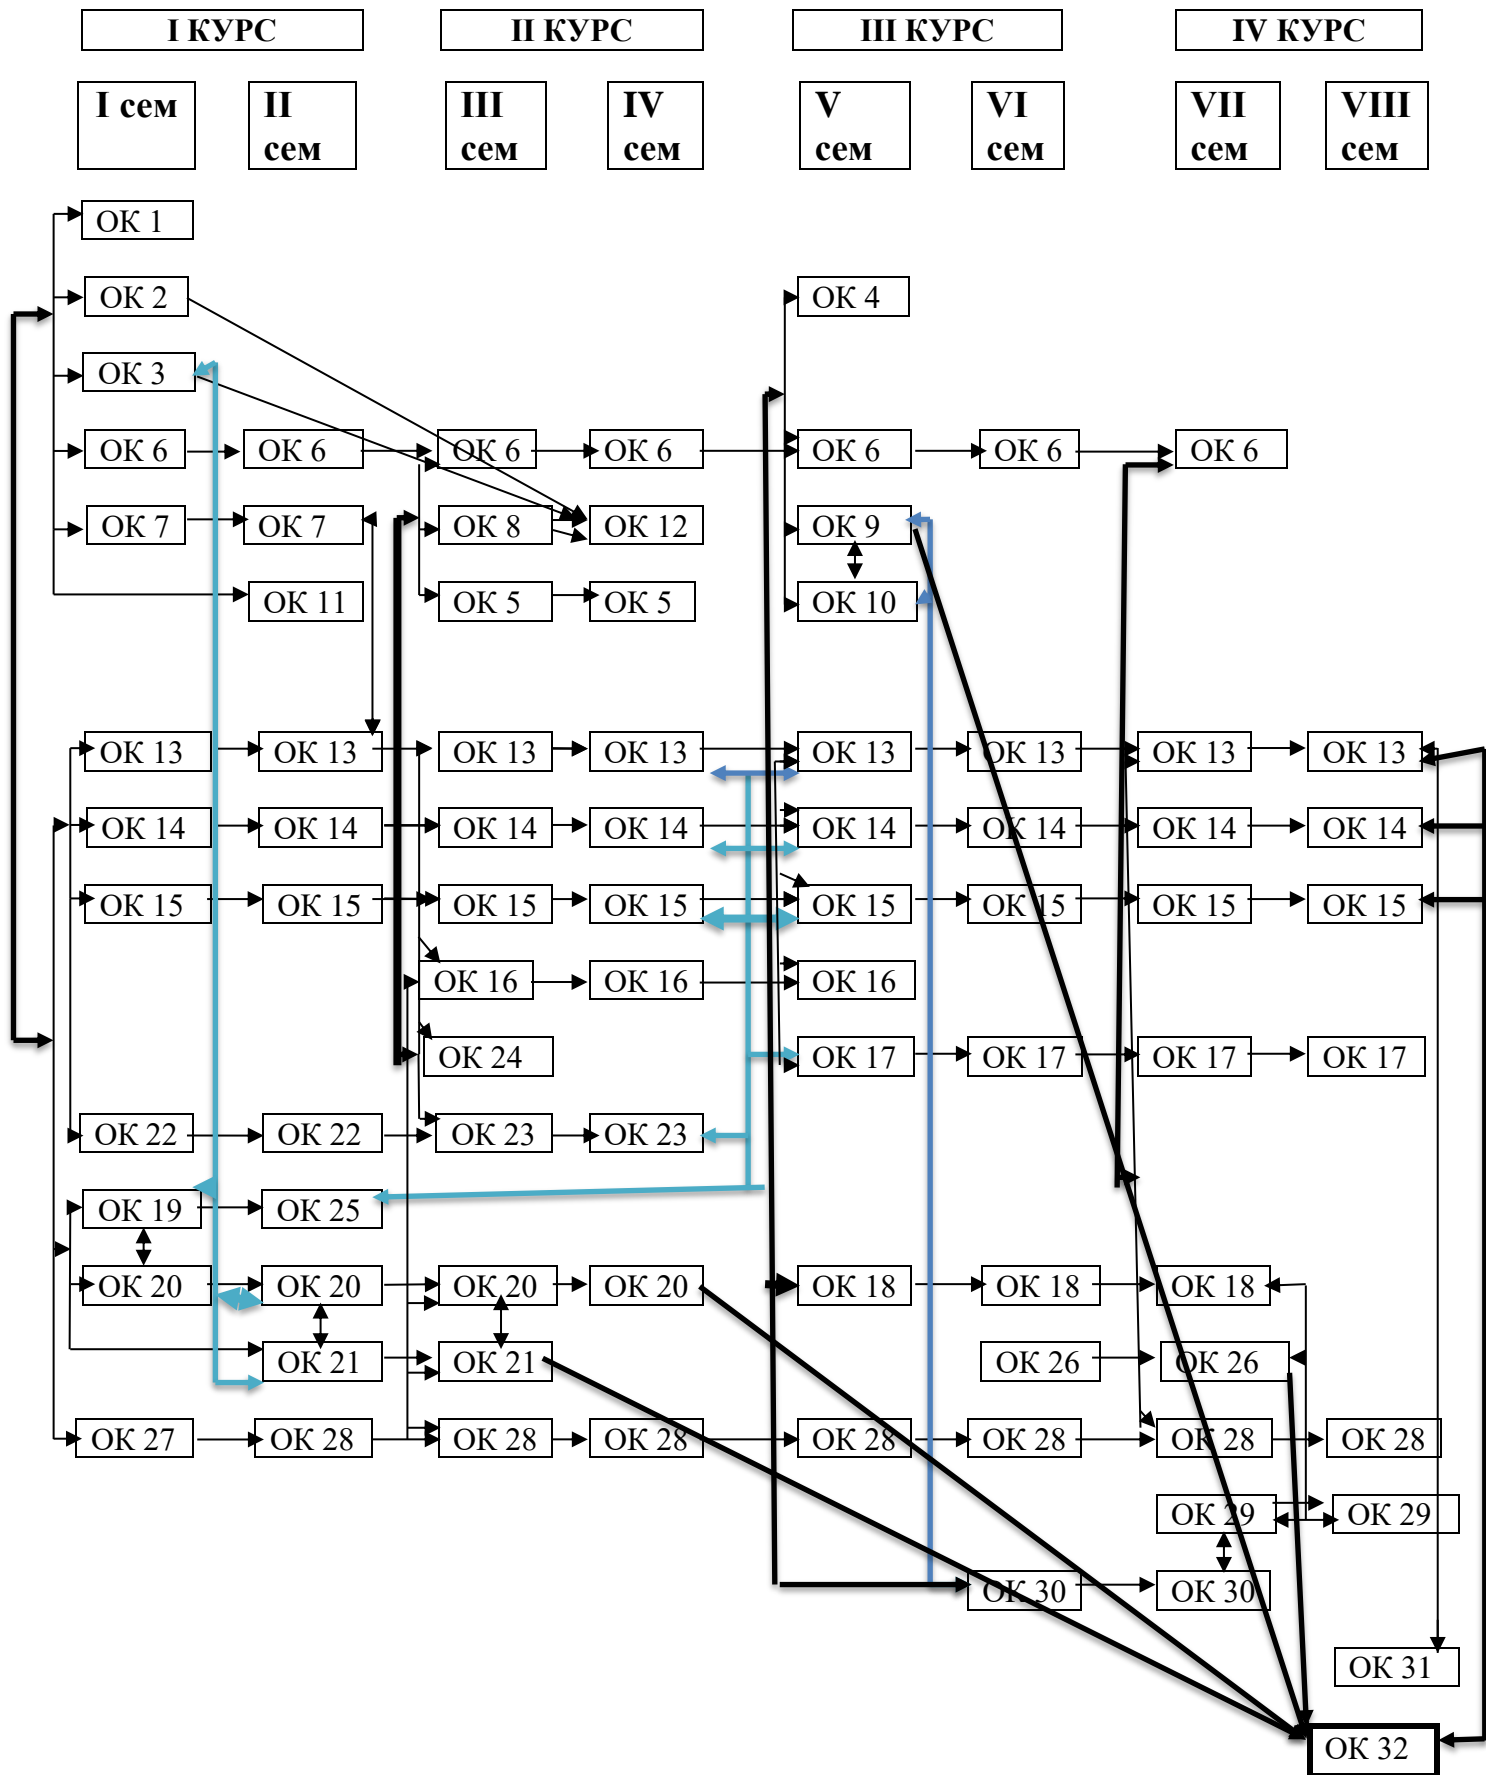 I КУРС II КУРС III КУРС IV КУРС
I сем II сем III сем IV сем V сем VI сем VII сем VIII сем
ОК 1
ОК 2 ОК 4
ОК 3
ОК 6 ОК 6 ОК 6 ОК 6 ОК 6 ОК 6 ОК 6
ОК 7 ОК 7 ОК 8 ОК 12 ОК 9
ОК 11 ОК 5 ОК 5 ОК 10
ОК 13 ОК 13 ОК 13 ОК 13 ОК 13 ОК 13 ОК 13 ОК 13
ОК 14 ОК 14 ОК 14 ОК 14 ОК 14 ОК 14 ОК 14 ОК 14
ОК 15 ОК 15 ОК 15 ОК 15 ОК 15 ОК 15 ОК 15 ОК 15
ОК 16 ОК 16 ОК 16
ОК 24 ОК 17 ОК 17 ОК 17 ОК 17
ОК 22 ОК 22 ОК 23 ОК 23
ОК 19 ОК 25
ОК 20 ОК 20 ОК 20 ОК 20 ОК 18 ОК 18 ОК 18
ОК 21 ОК 21 ОК 26 ОК 26
ОК 27 ОК 28 ОК 28 ОК 28 ОК 28 ОК 28 ОК 28 ОК 28
ОК 29 ОК 29
ОК 30 ОК 30
ОК 31
ОК 32